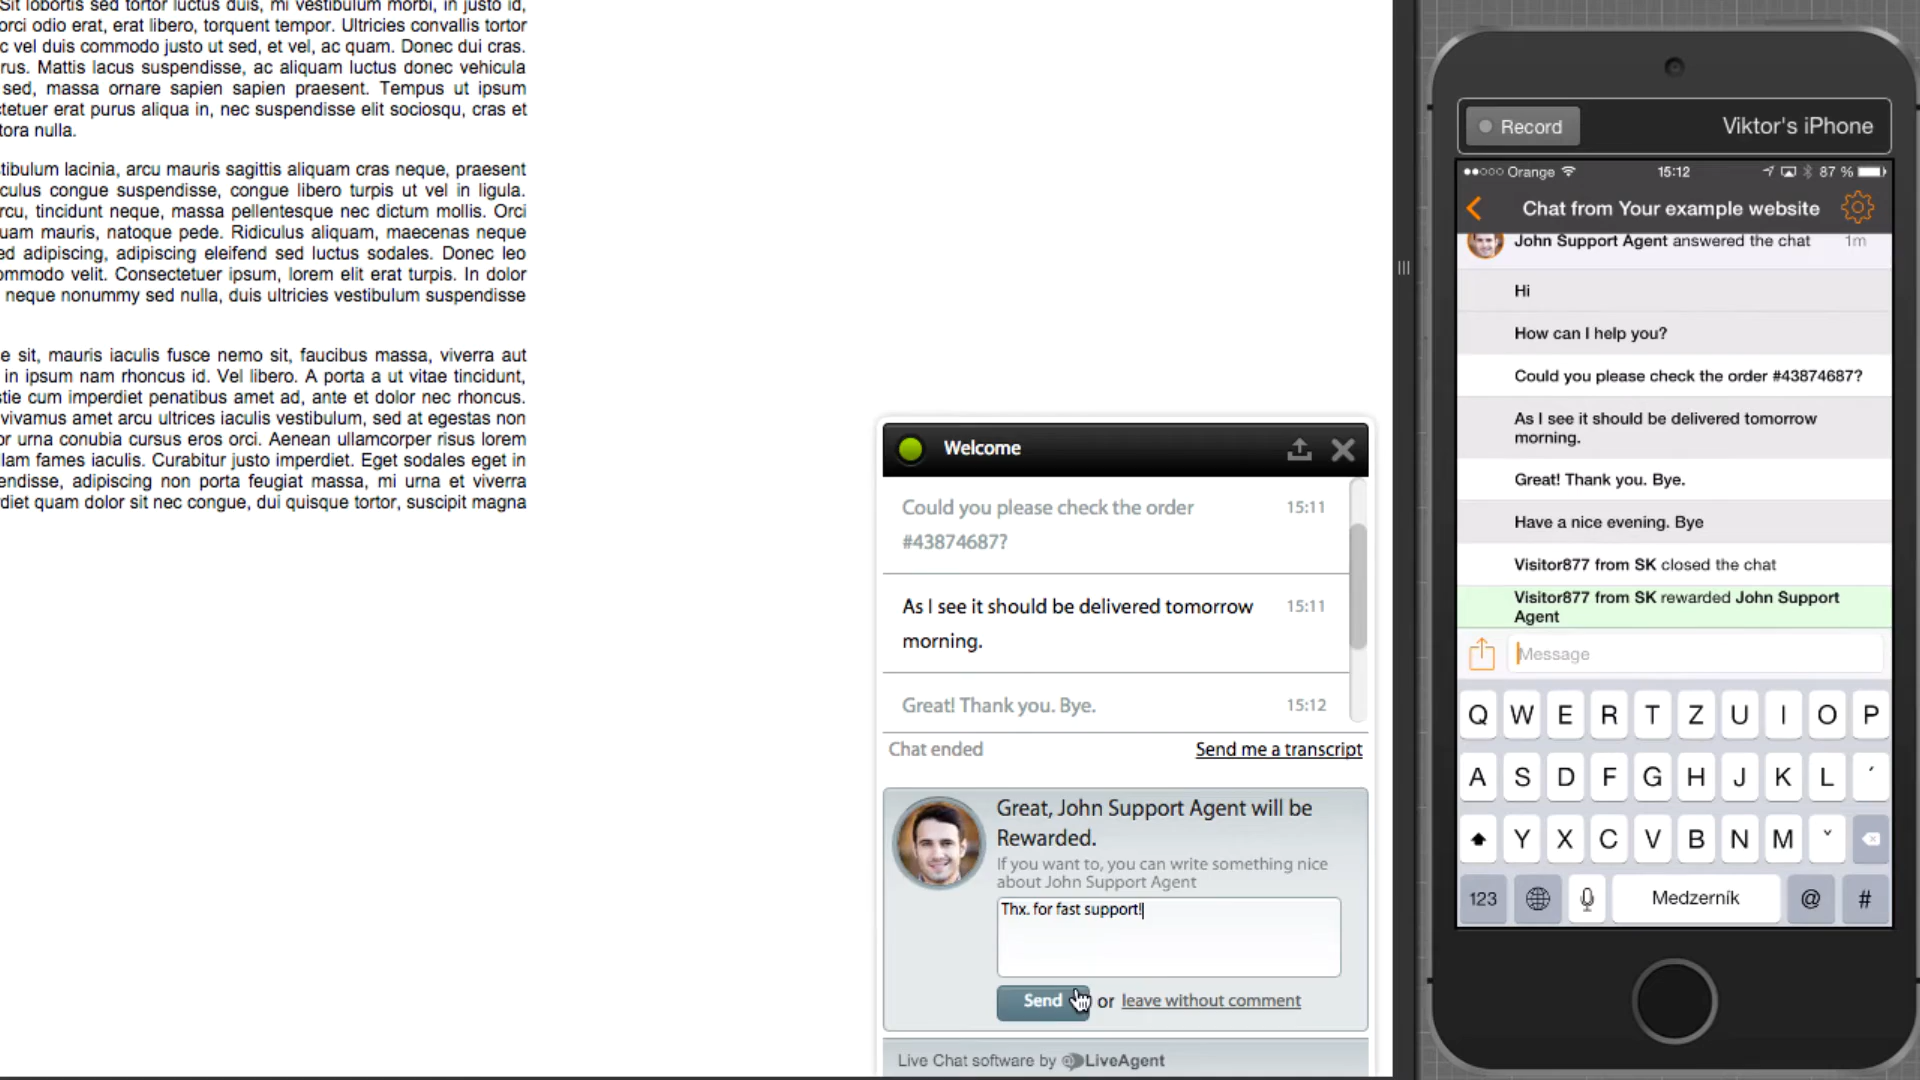 Sit lobortis sed tortor luctus duis, mi vestibulum morbi, in justo id,
orci odio erat, erat libero, torquent tempor. Ultricies convallis tortor
c vel duis commodo justo ut sed, et vel, ac quam. Donec dui cras.
rus. Mattis lacus suspendisse, ac aliquam luctus donec vehicula
sed, massa ornare sapien sapien praesent. Tempus ut ipsum
ctetuer erat purus aliqua in, nec suspendisse elit sociosqu, cras et
tora nulla.
tibulum lacinia, arcu mauris sagittis aliquam cras neque, praesent
culus congue suspendisse, congue libero turpis ut vel in ligula.
rcu, tincidunt neque, massa pellentesque nec dictum mollis. Orci
uam mauris, natoque pede. Ridiculus aliquam, maecenas neque
ed adipiscing, adipiscing eleifend sed luctus sodales. Donec leo
ommodo velit. Consectetuer ipsum, lorem elit erat turpis. In dolor
neque nonummy sed nulla, duis ultricies vestibulum suspendisse
e sit, mauris iaculis fusce nemo sit, faucibus massa, viverra aut
in ipsum nam rhoncus id. Vel libero. A porta a ut vitae tincidunt,
stie cum imperdiet penatibus amet ad, ante et dolor nec rhoncus.
vivamus amet arcu ultrices iaculis vestibulum, sed at egestas non
or urna conubia cursus eros orci. Aenean ullamcorper risus lorem
llam fames iaculis. Curabitur justo imperdiet. Eget sodales eget in
endisse, adipiscing non porta feugiat massa, mi urna et viverra
rdiet quam dolor sit nec congue, dui quisque tortor, suscipit magna
Welcome
Could you please check the order 15:11
#43874687?
As I see it should be delivered tomorrow 15:11
morning.
Great! Thank you. Bye. 15:12
Chat ended Send me a transcript
Great, John Support Agent will be
Rewarded.
If you want to, you can write something nice
about John Support Agent
Thx. for fast support!
Send or leave without comment
Live Chat software by LiveAgent
Record Viktor's iPhone
Orange 15:12 87 %
Chat from Your example website
John Support Agent answered the chat 1m
Hi
How can I help you?
Could you please check the order #43874687?
As I see it should be delivered tomorrow
morning.
Great! Thank you. Bye.
Have a nice evening. Bye
Visitor877 from SK closed the chat
Visitor877 from SK rewarded John Support
Agent
Message
Q W E R T Z U I O P
A S D F G H J K L ´
Y X C V B N M ˇ
123 Medzerník @ #